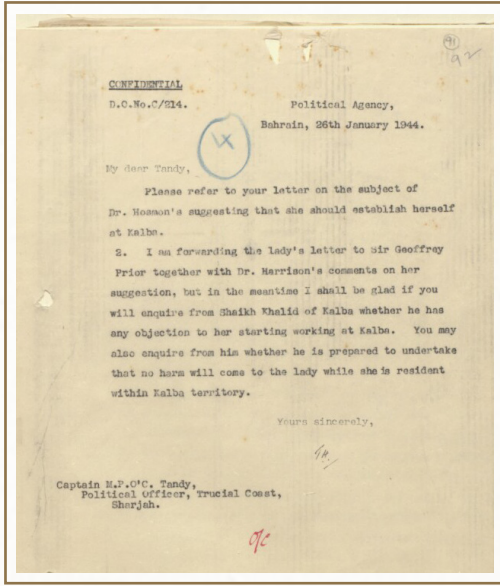 91
92
CONFIDENTIAL
D.C.No.C/214.
Political Agency,
Bahrain, 26th January 1944.
My dear Tandy,
Please refer to your letter on the subject of
Dr. Hosmon's suggesting that she should establish herself
at Kalba.
2. I am forwarding the lady's letter to Sir Geoffrey
Prior together with Dr. Harrison's comments on her
suggestion, but in the meantime I shall be glad if you
will enquire from Shaikh Khalid of Kalba whether he has
any objection to her starting working at Kalba. You may
also enquire from him whether he is prepared to undertake
that no harm will come to the lady while she is resident
within Kalba territory.
Yours sincerely,
Captain M.P.O'C. Tandy,
Political Officer, Trucial Coast,
Sharjah.
o/c